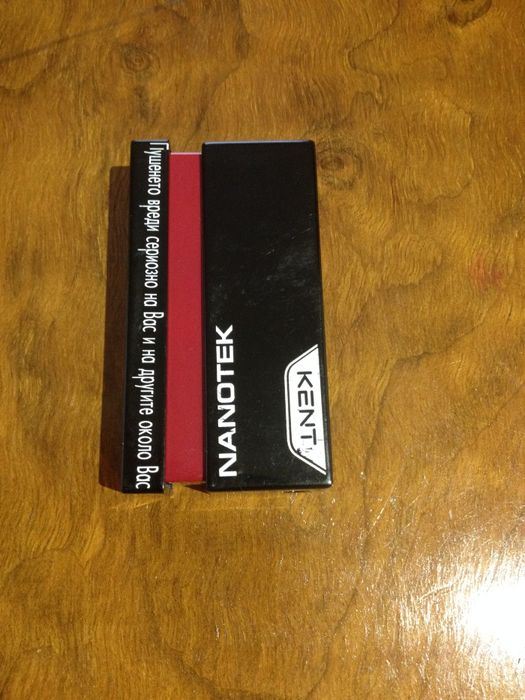 Пушенето вреди сериозно на Вас и на другите около Вас
NANOTEK
KENT